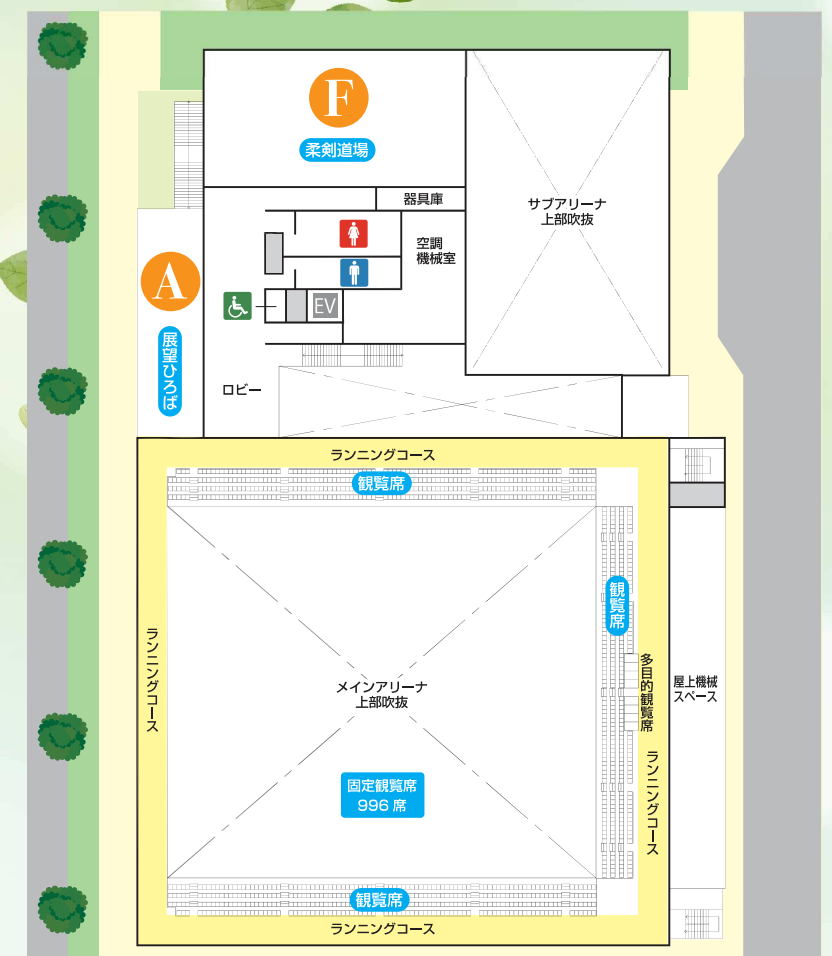 F
柔剣道場
器具庫
サブアリーナ
上部吹抜
空調
機械室
A
EV
展望ひろば
ロビー
ランニングコース
観覧席
観覧席
ランニングコース
多目的観覧席
屋上機械
スペース
メインアリーナ
上部吹抜
ランニングコース
固定観覧席
996 席
観覧席
ランニングコース